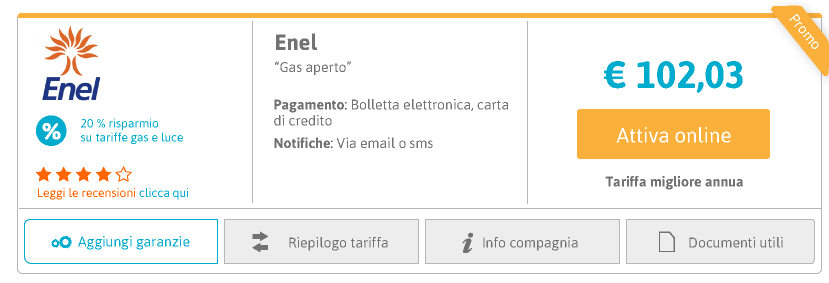 Promo
Enel
%
20 % risparmio
su tariffe gas e luce
Leggi le recensioni clicca qui
Enel
“Gas aperto”
Pagamento: Bolletta elettronica, carta
di credito
Notifiche: Via email o sms
€ 102,03
Attiva online
Tariffa migliore annua
Aggiungi garanzie
Riepilogo tariffa
i Info compagnia
Documenti utili